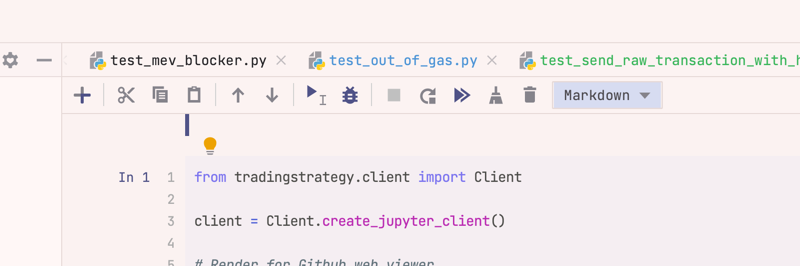 test_mev_blocker.py test_out_of_gas.py test_send_raw_transaction_with_h
Markdown
In 1 1 from tradingstrategy.client import Client
2
3 client = Client.create_jupyter_client()
4
5 # Render for Github web viewer